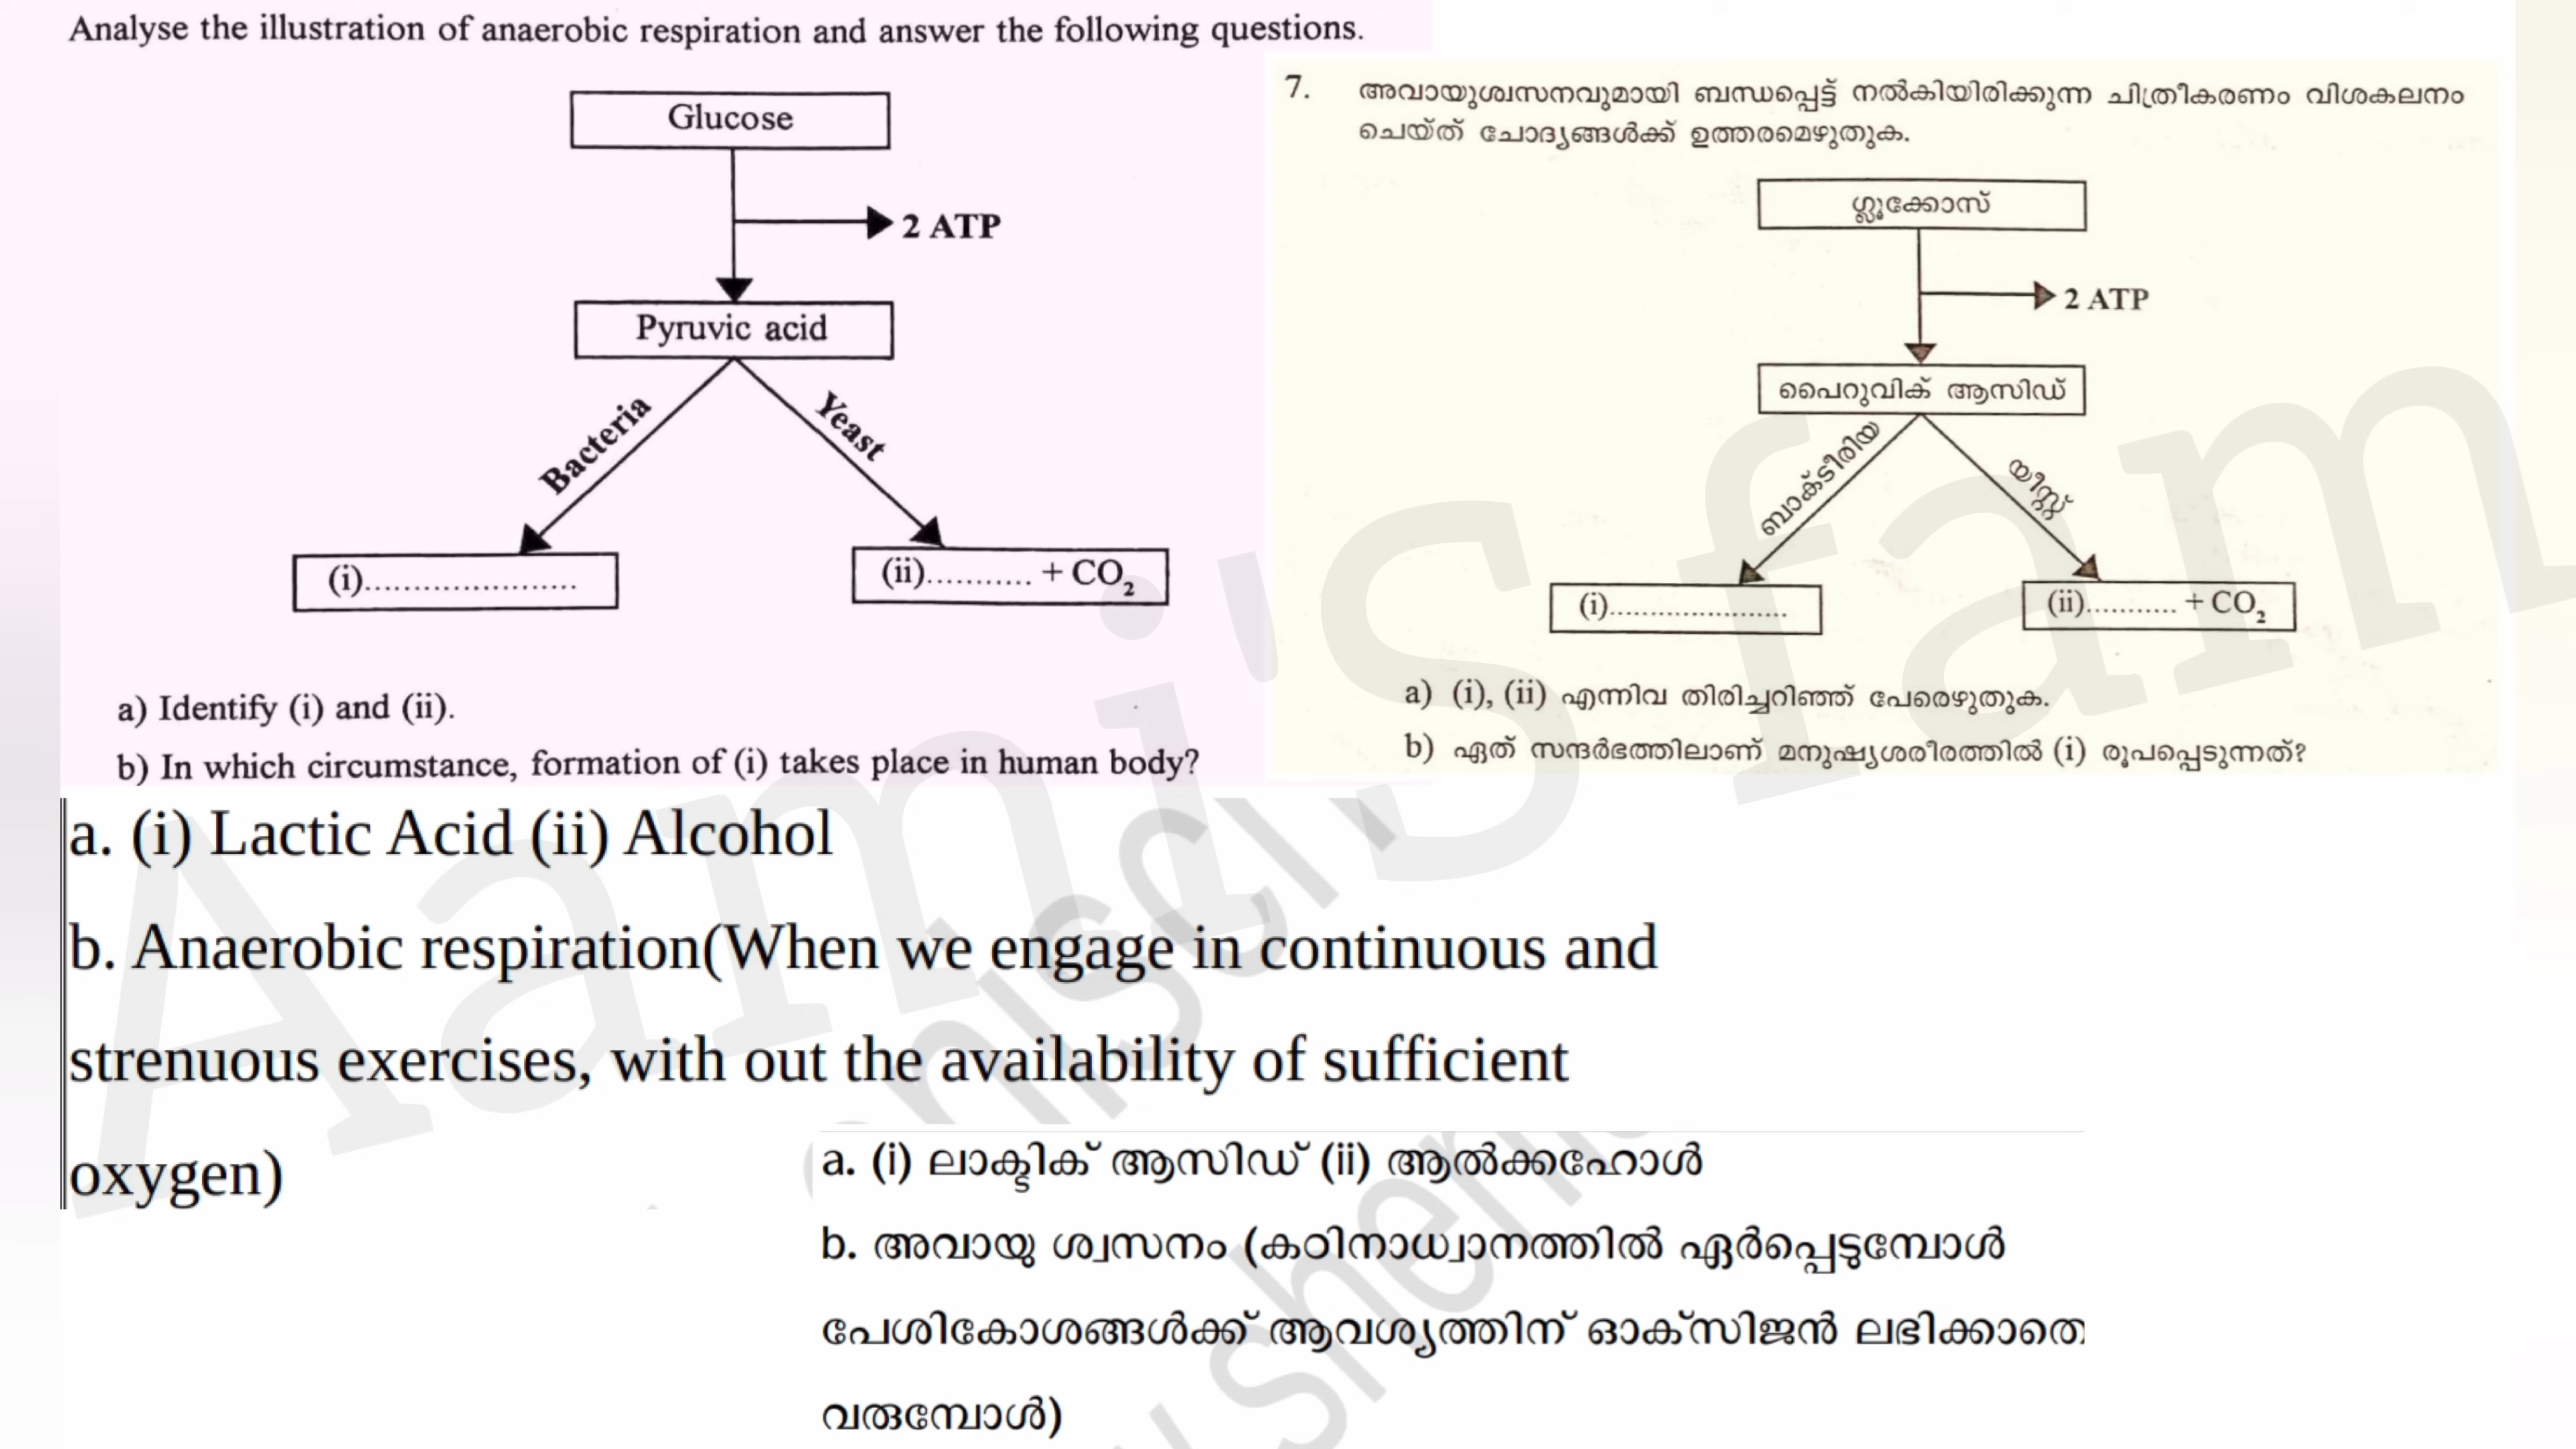 Analyse the illustration of anaerobic respiration and answer the following questions.
Glucose
2 ATP
Pyruvic acid
Bacteria
Yeast
(i)......................
(ii)........... + CO₂
a) Identify (i) and (ii).
b) In which circumstance, formation of (i) takes place in human body?
7. അവായുശ്വസനവുമായി ബന്ധപ്പെട്ട് നൽകിയിരിക്കുന്ന ചിത്രീകരണം വിശകലനം
ചെയ്ത് ചോദ്യങ്ങൾക്ക് ഉത്തരമെഴുതുക.
ഗ്ലൂക്കോസ്
2 ATP
പൈറുവിക് ആസിഡ്
ബാക്ടീരിയ
യീസ്റ്റ്
(i)......................
(ii)........... + CO₂
a) (i), (ii) എന്നിവ തിരിച്ചറിഞ്ഞ് പേരെഴുതുക.
b) ഏത് സന്ദർഭത്തിലാണ് മനുഷ്യശരീരത്തിൽ (i) രൂപപ്പെടുന്നത്?
a. (i) Lactic Acid (ii) Alcohol
b. Anaerobic respiration(When we engage in continuous and
strenuous exercises, with out the availability of sufficient
oxygen)
a. (i) ലാക്ടിക് ആസിഡ് (ii) ആൽക്കഹോൾ
b. അവായു ശ്വസനം (കഠിനാധ്വാനത്തിൽ ഏർപ്പെടുമ്പോൾ
പേശികോശങ്ങൾക്ക് ആവശ്യത്തിന് ഓക്സിജൻ ലഭിക്കാതെ
വരുമ്പോൾ)
Aami'S fam